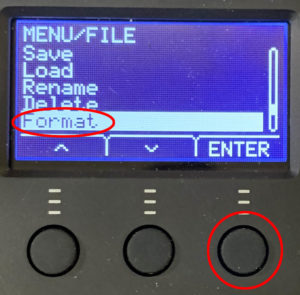 MENU/FILE
Save
Load
Rename
Delete
Format
ENTER